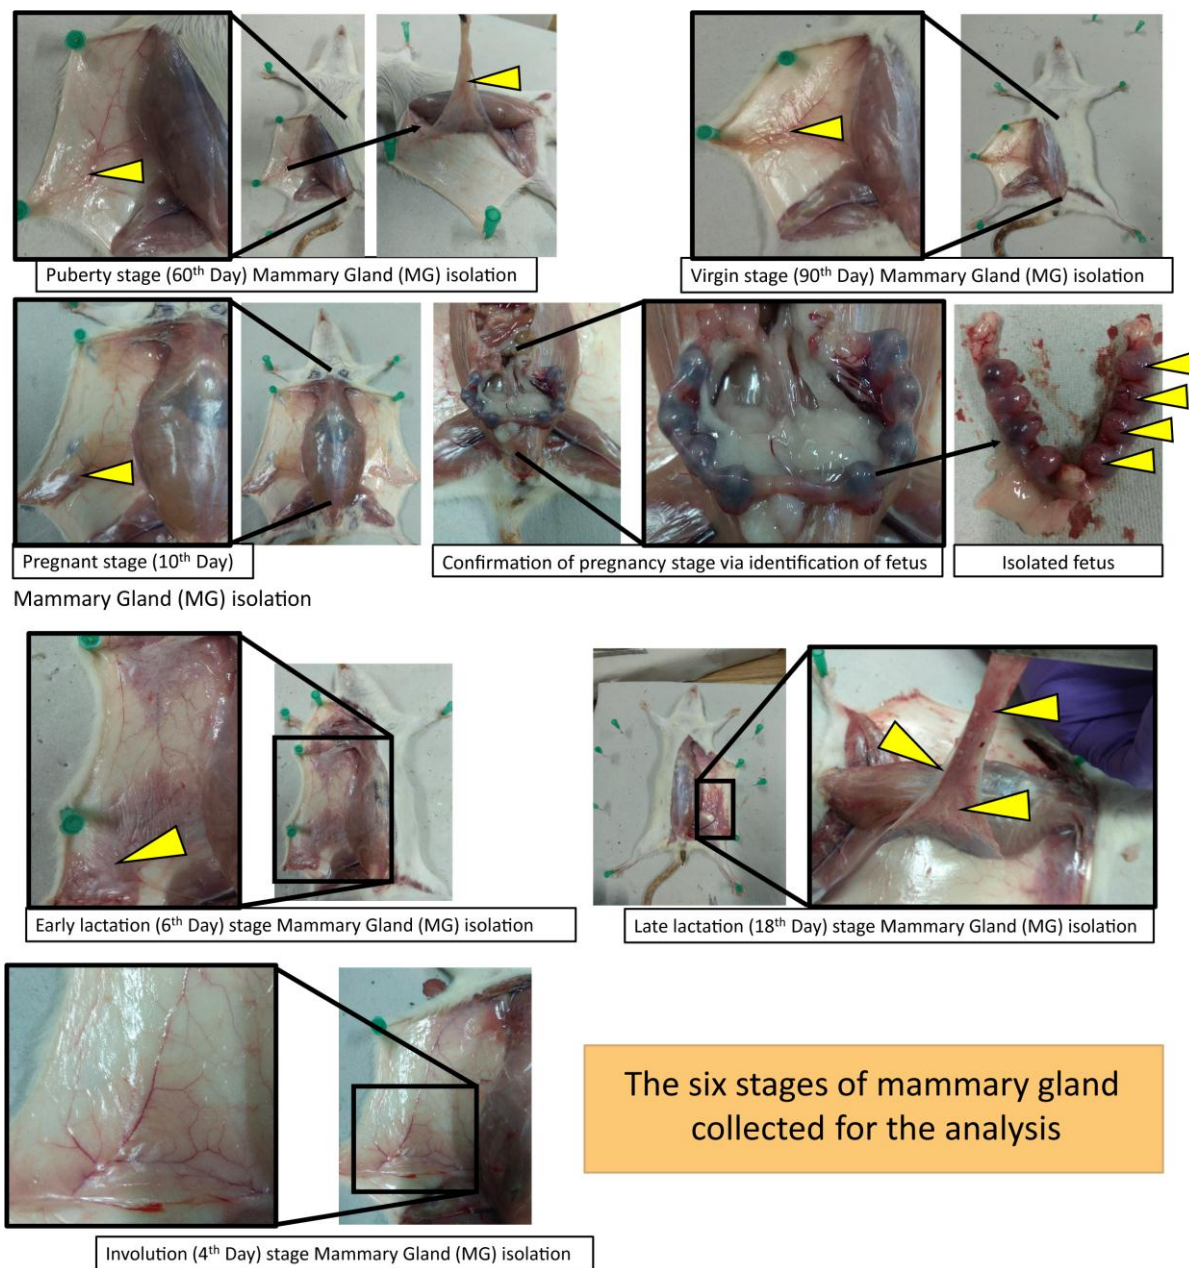 Puberty stage (60th Day) Mammary Gland (MG) isolation
Virgin stage (90th Day) Mammary Gland (MG) isolation
Pregnant stage (10th Day)
Mammary Gland (MG) isolation
Confirmation of pregnancy stage via identification of fetus
Isolated fetus
Early lactation (6th Day) stage Mammary Gland (MG) isolation
Late lactation (18th Day) stage Mammary Gland (MG) isolation
The six stages of mammary gland
collected for the analysis
Involution (4th Day) stage Mammary Gland (MG) isolation